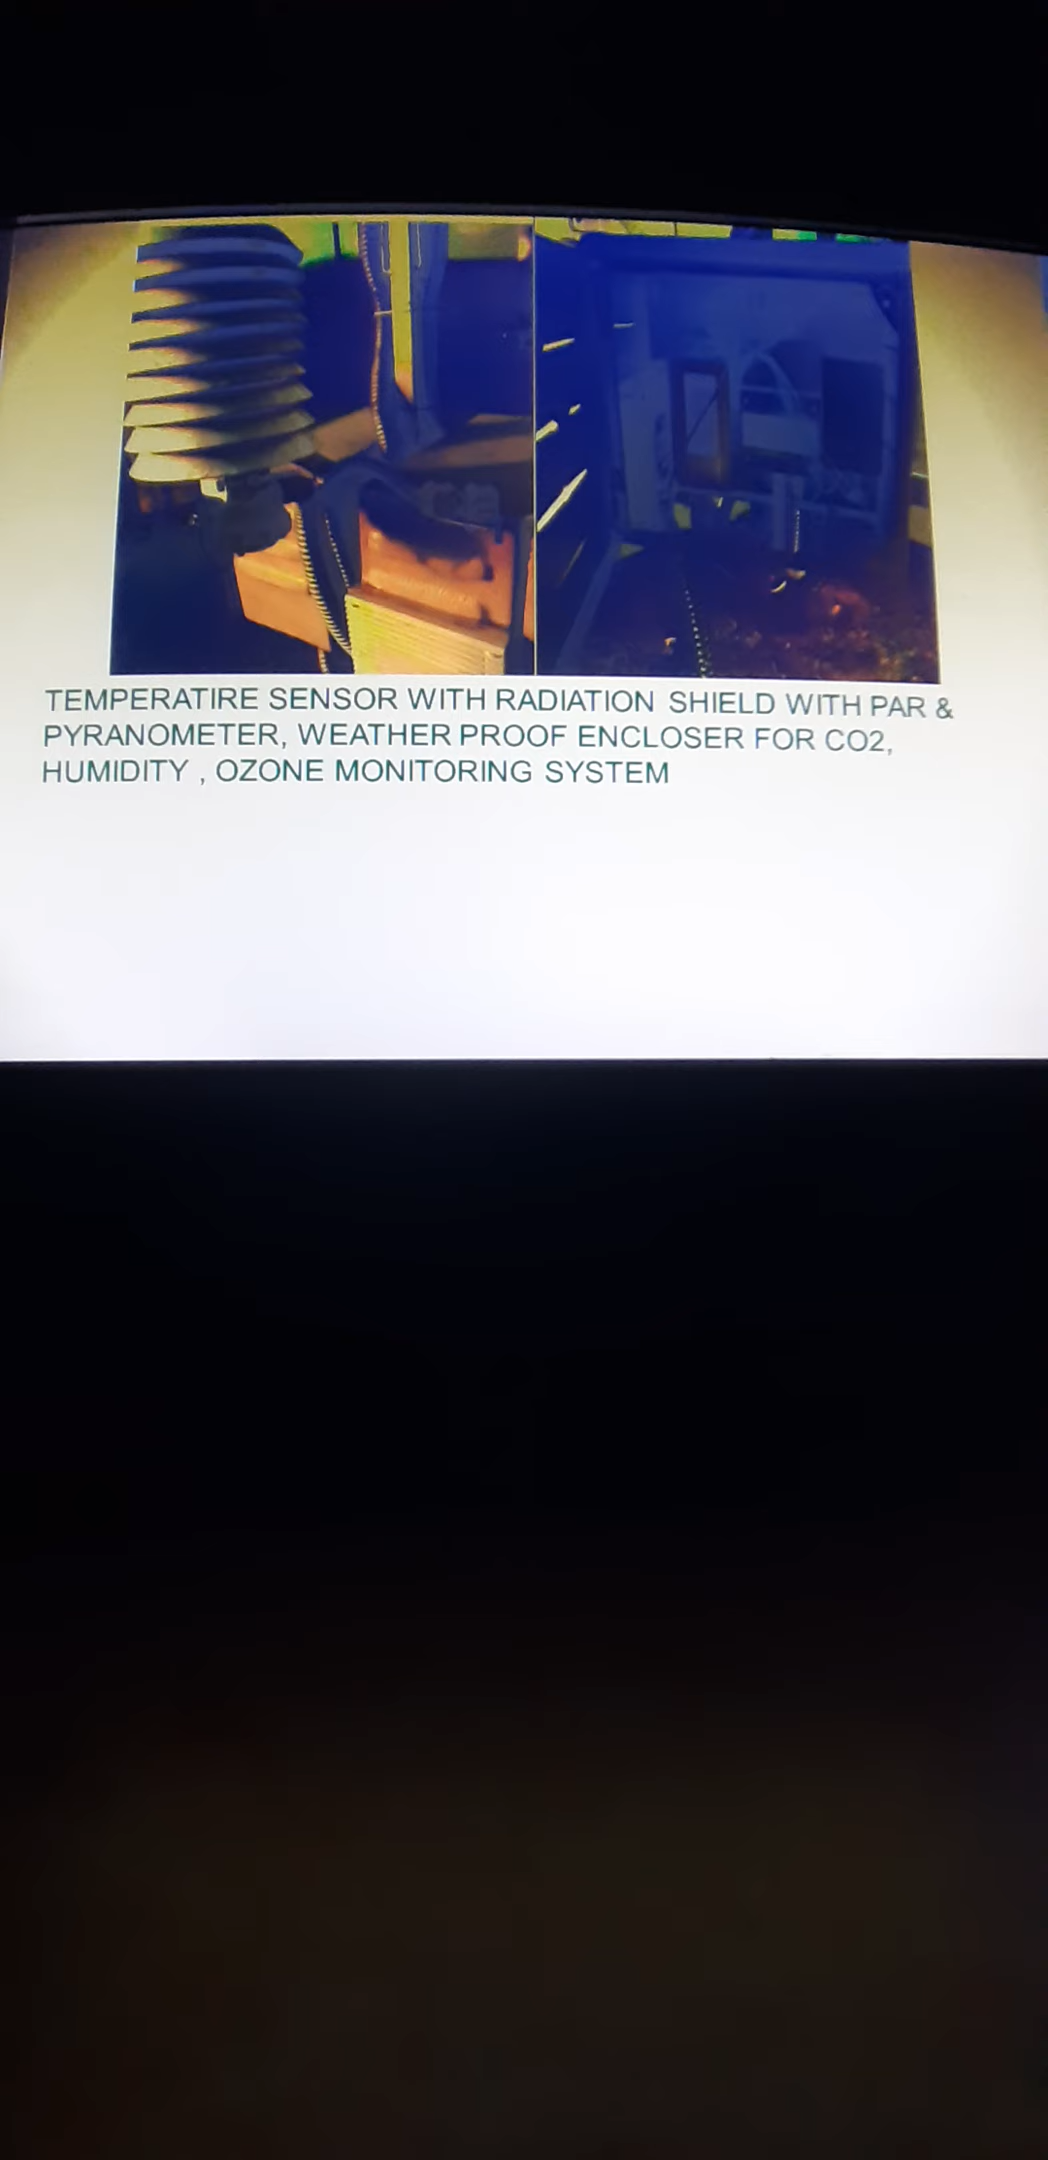 TEMPERATIRE SENSOR WITH RADIATION SHIELD WITH PAR &
PYRANOMETER, WEATHER PROOF ENCLOSER FOR CO2,
HUMIDITY , OZONE MONITORING SYSTEM